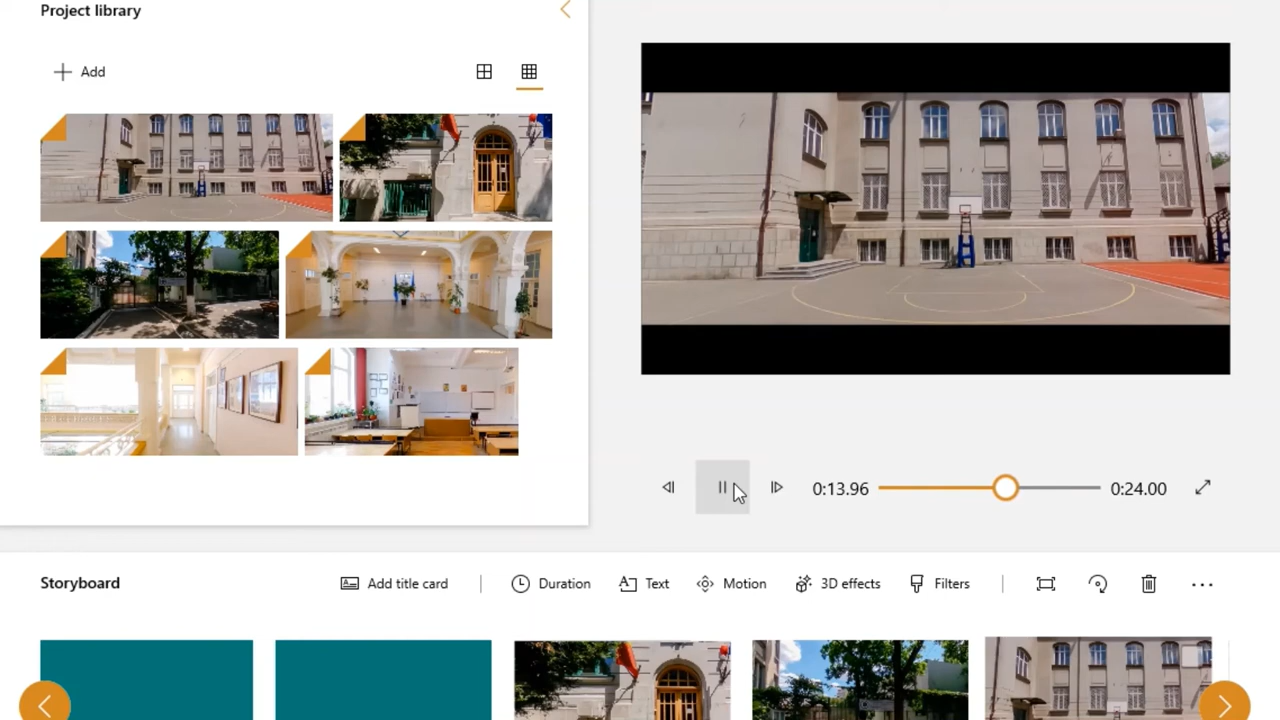 Project library
Add
0:13.96
0:24.00
Storyboard
Add title card
Duration
Text
Motion
3D effects
Filters